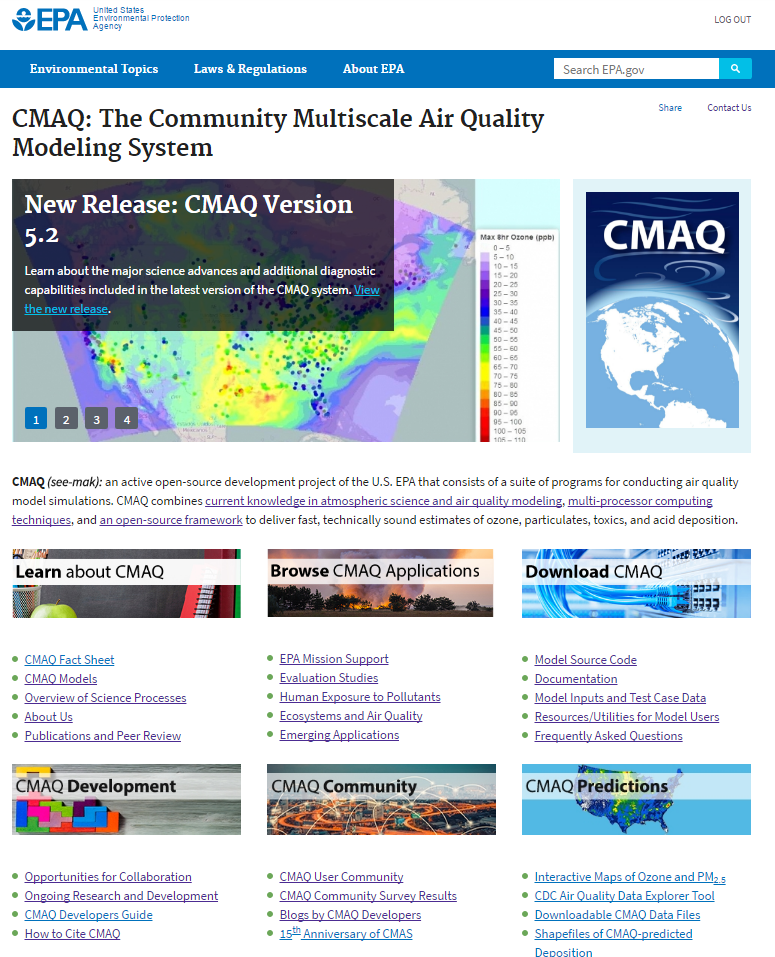 EPA
United States
Environmental Protection
Agency
LOG OUT
Environmental Topics
Laws & Regulations
About EPA
Search EPA.gov
Share
Contact Us
CMAQ: The Community Multiscale Air Quality
Modeling System
New Release: CMAQ Version
5.2
Learn about the major science advances and additional diagnostic
capabilities included in the latest version of the CMAQ system. View
the new release.
1 2 3 4
Max 8hr Ozone (ppb)
0 – 5
5 – 10
10 – 15
15 – 20
20 – 25
25 – 30
30 – 35
35 – 40
40 – 45
45 – 50
50 – 55
55 – 60
60 – 65
65 – 70
70 – 75
75 – 80
80 – 85
85 – 90
90 – 95
95 – 100
100 – 105
105 – 110
CMAQ
CMAQ (see-mak): an active open-source development project of the U.S. EPA that consists of a suite of programs for conducting air quality
model simulations. CMAQ combines current knowledge in atmospheric science and air quality modeling, multi-processor computing
techniques, and an open-source framework to deliver fast, technically sound estimates of ozone, particulates, toxics, and acid deposition.
Learn about CMAQ
CMAQ Fact Sheet
CMAQ Models
Overview of Science Processes
About Us
Publications and Peer Review
Browse CMAQ Applications
EPA Mission Support
Evaluation Studies
Human Exposure to Pollutants
Ecosystems and Air Quality
Emerging Applications
Download CMAQ
Model Source Code
Documentation
Model Inputs and Test Case Data
Resources/Utilities for Model Users
Frequently Asked Questions
CMAQ Development
Opportunities for Collaboration
Ongoing Research and Development
CMAQ Developers Guide
How to Cite CMAQ
CMAQ Community
CMAQ User Community
CMAQ Community Survey Results
Blogs by CMAQ Developers
15th Anniversary of CMAS
CMAQ Predictions
Interactive Maps of Ozone and PM2.5
CDC Air Quality Data Explorer Tool
Downloadable CMAQ Data Files
Shapefiles of CMAQ-predicted
Deposition